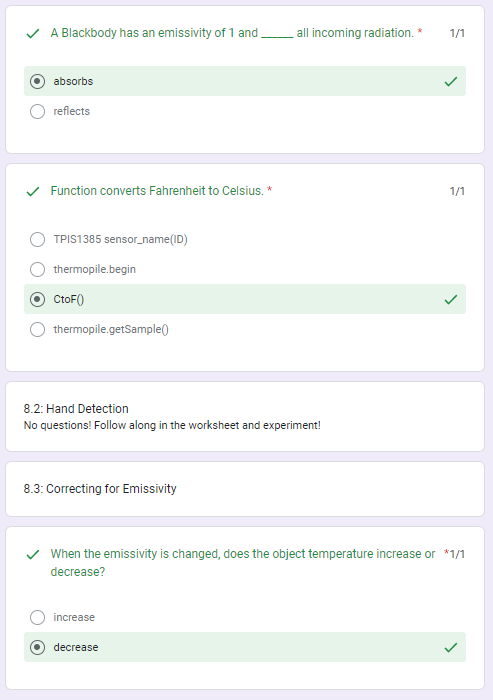 A Blackbody has an emissivity of 1 and ______ all incoming radiation. * 1/1
absorbs
reflects
Function converts Fahrenheit to Celsius. * 1/1
TPIS1385 sensor_name(ID)
thermopile.begin
CtoF()
thermopile.getSample()
8.2: Hand Detection
No questions! Follow along in the worksheet and experiment!
8.3: Correcting for Emissivity
When the emissivity is changed, does the object temperature increase or *1/1
decrease?
increase
decrease